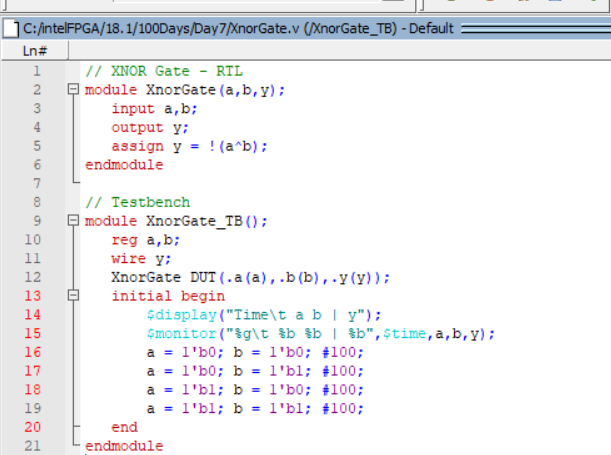 C:/intelFPGA/18.1/100Days/Day7/XnorGate.v (/XnorGate_TB) - Default
Ln#
1 // XNOR Gate - RTL
2 module XnorGate(a,b,y);
3 input a,b;
4 output y;
5 assign y = !(a^b);
6 endmodule
7
8 // Testbench
9 module XnorGate_TB();
10 reg a,b;
11 wire y;
12 XnorGate DUT(.a(a),.b(b),.y(y));
13 initial begin
14 $display("Time\t a b | y");
15 $monitor("%g\t %b %b | %b",$time,a,b,y);
16 a = 1'b0; b = 1'b0; #100;
17 a = 1'b0; b = 1'b1; #100;
18 a = 1'b1; b = 1'b0; #100;
19 a = 1'b1; b = 1'b1; #100;
20 end
21 endmodule